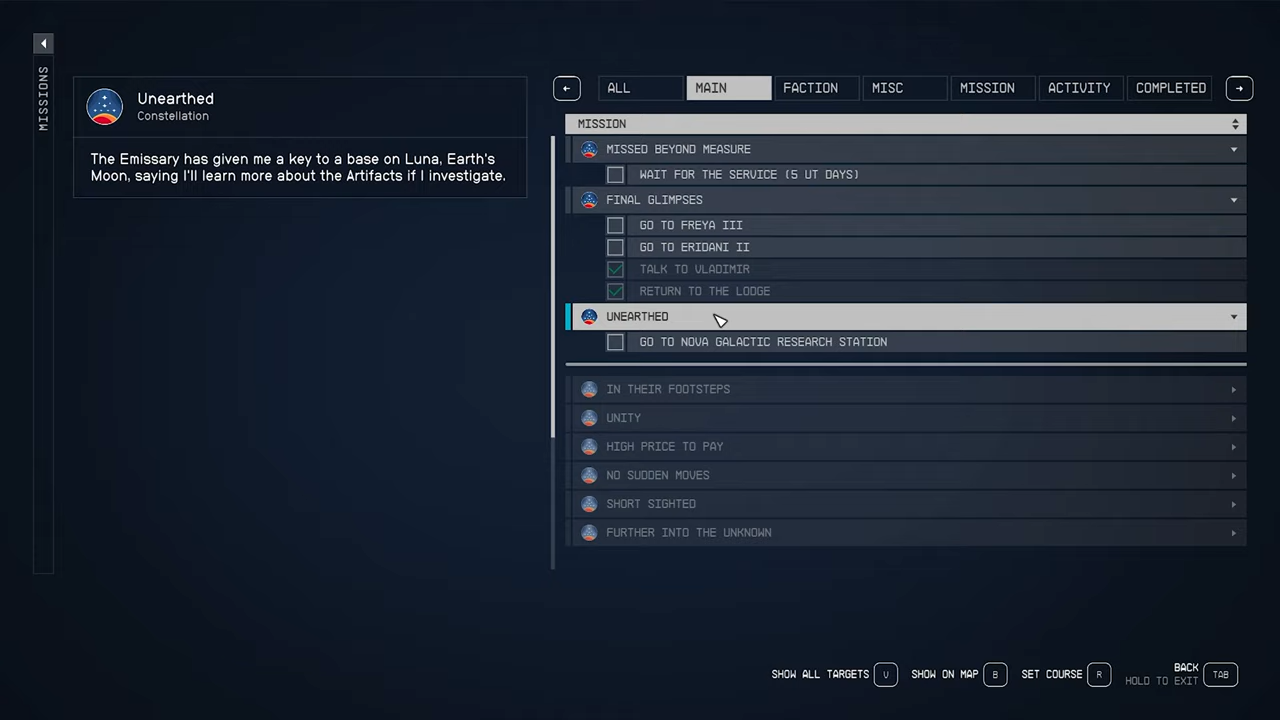 MISSIONS
Unearthed
Constellation
The Emissary has given me a key to a base on Luna, Earth's
Moon, saying I'll learn more about the Artifacts if I investigate.
ALL
MAIN
FACTION
MISC
MISSION
ACTIVITY
COMPLETED
MISSION
MISSED BEYOND MEASURE
WAIT FOR THE SERVICE (5 UT DAYS)
FINAL GLIMPSES
GO TO FREYA III
GO TO ERIDANI II
TALK TO VLADIMIR
RETURN TO THE LODGE
UNEARTHED
GO TO NOVA GALACTIC RESEARCH STATION
IN THEIR FOOTSTEPS
UNITY
HIGH PRICE TO PAY
NO SUDDEN MOVES
SHORT SIGHTED
FURTHER INTO THE UNKNOWN
SHOW ALL TARGETS V
SHOW ON MAP B
SET COURSE R
BACK
HOLD TO EXIT TAB